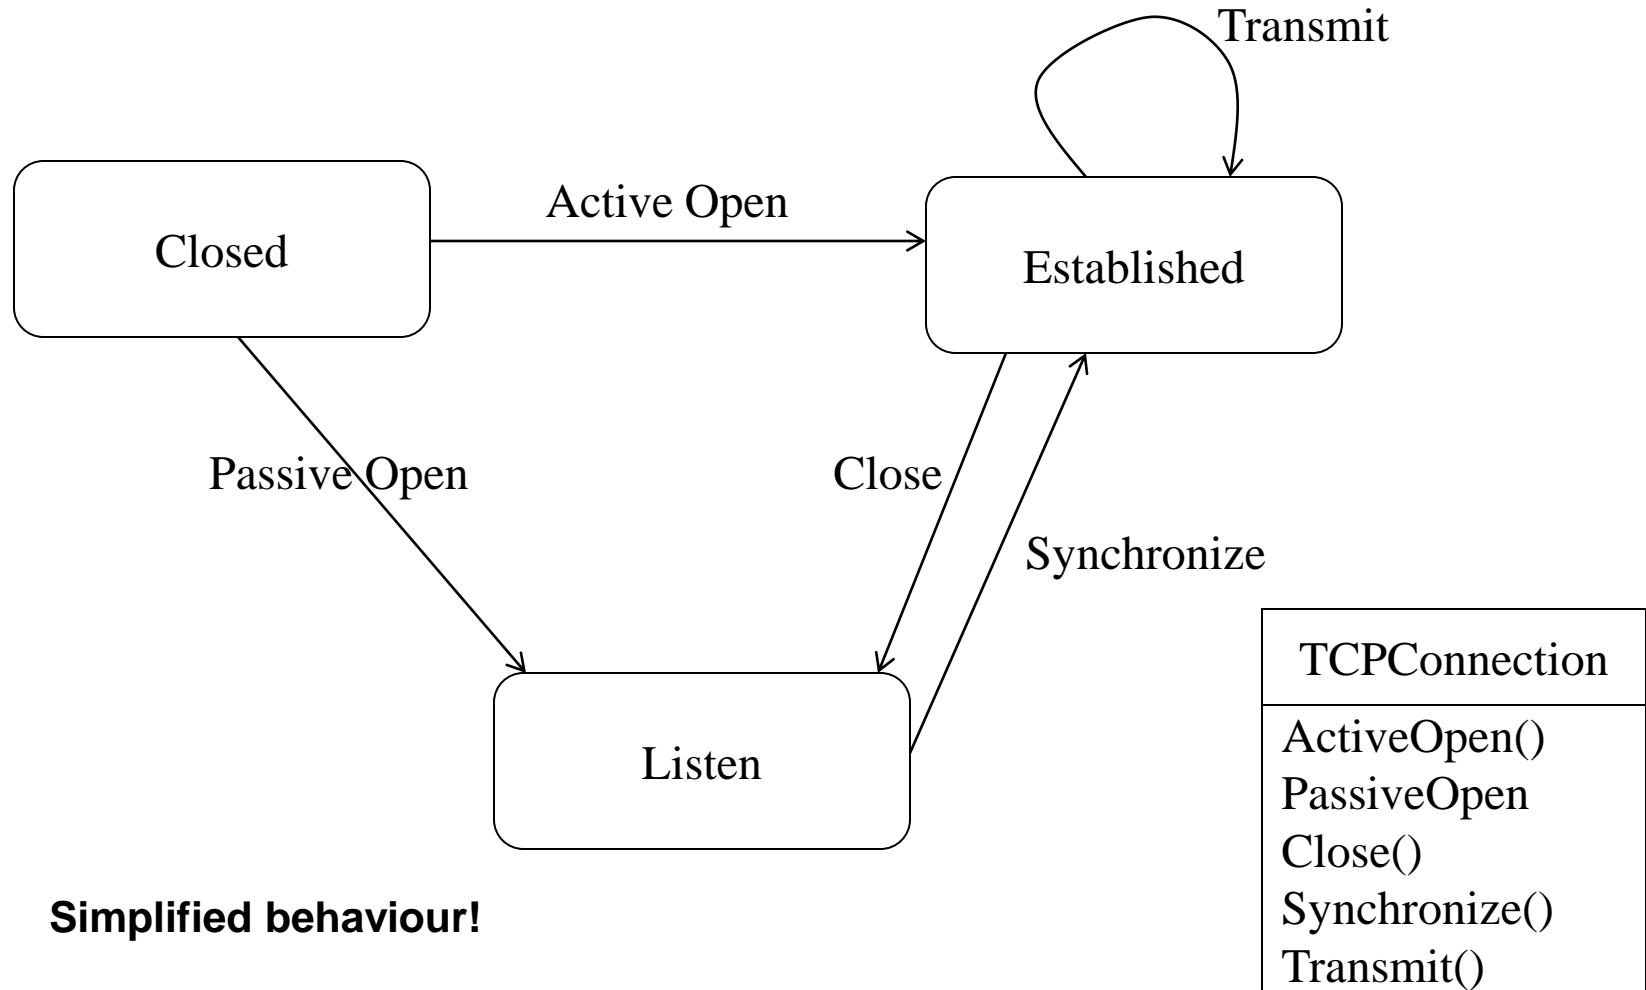 Transmit
Active Open
Closed
Established
Passive Open
Close
Synchronize
Listen
TCPConnection
ActiveOpen()
PassiveOpen
Close()
Synchronize()
Transmit()
Simplified behaviour!